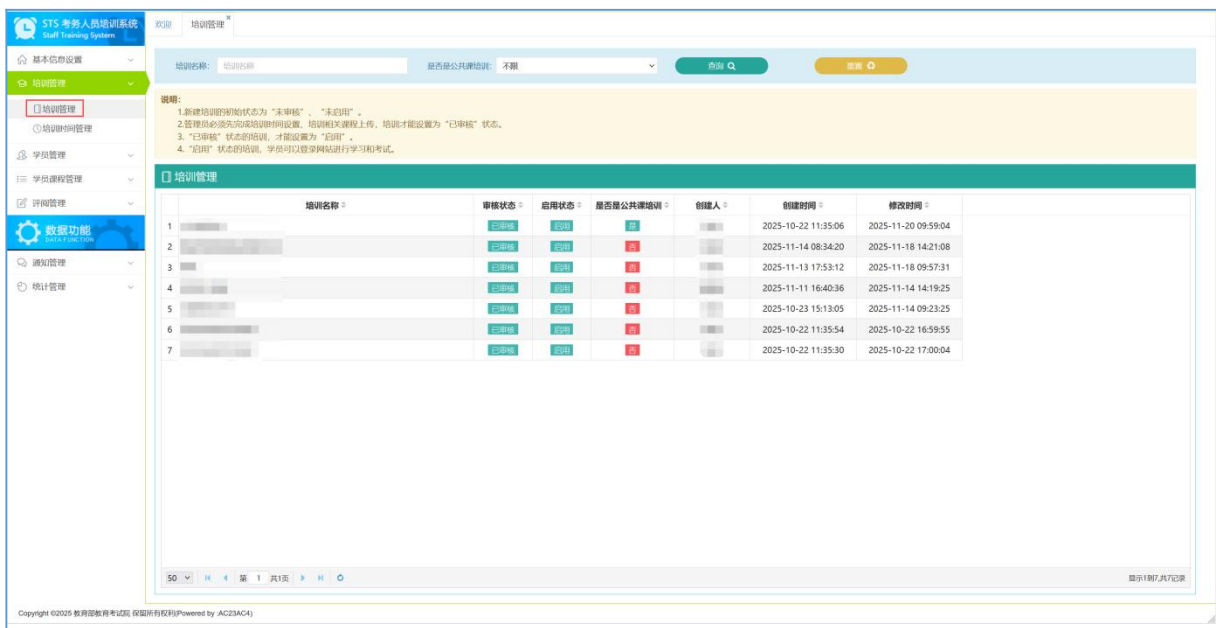 STS 考务人员培训系统
Staff Training System
欢迎 培训管理
基本信息设置
培训管理
培训管理
培训时间管理
学员管理
学员课程管理
评阅管理
数据功能
DATA FUNCTION
通知管理
统计管理
培训名称： 培训名称 是否是公共课培训： 不限 查询 重置
说明：
1.新建培训的初始状态为“未审核”、“未启用”。
2.管理员必须先完成培训时间设置、培训相关课程上传，培训才能设置为“已审核”状态。
3.“已审核”状态的培训，才能设置为“启用”。
4.“启用”状态的培训，学员可以登录网站进行学习和考试。
培训管理
培训名称 审核状态 启用状态 是否是公共课培训 创建人 创建时间 修改时间
1 已审核 启用 是 2025-10-22 11:35:06 2025-11-20 09:59:04
2 已审核 启用 否 2025-11-14 08:34:20 2025-11-18 14:21:08
3 已审核 启用 否 2025-11-13 17:53:12 2025-11-18 09:57:31
4 已审核 启用 否 2025-11-11 16:40:36 2025-11-14 14:19:25
5 已审核 启用 否 2025-10-23 15:13:05 2025-11-14 09:23:25
6 已审核 启用 否 2025-10-22 11:35:54 2025-10-22 16:59:55
7 已审核 启用 否 2025-10-22 11:35:30 2025-10-22 17:00:04
50 第 1 共1页 显示1到7,共7记录
Copyright ©2025 教育部教育考试院 保留所有权利(Powered by :AC23AC4)